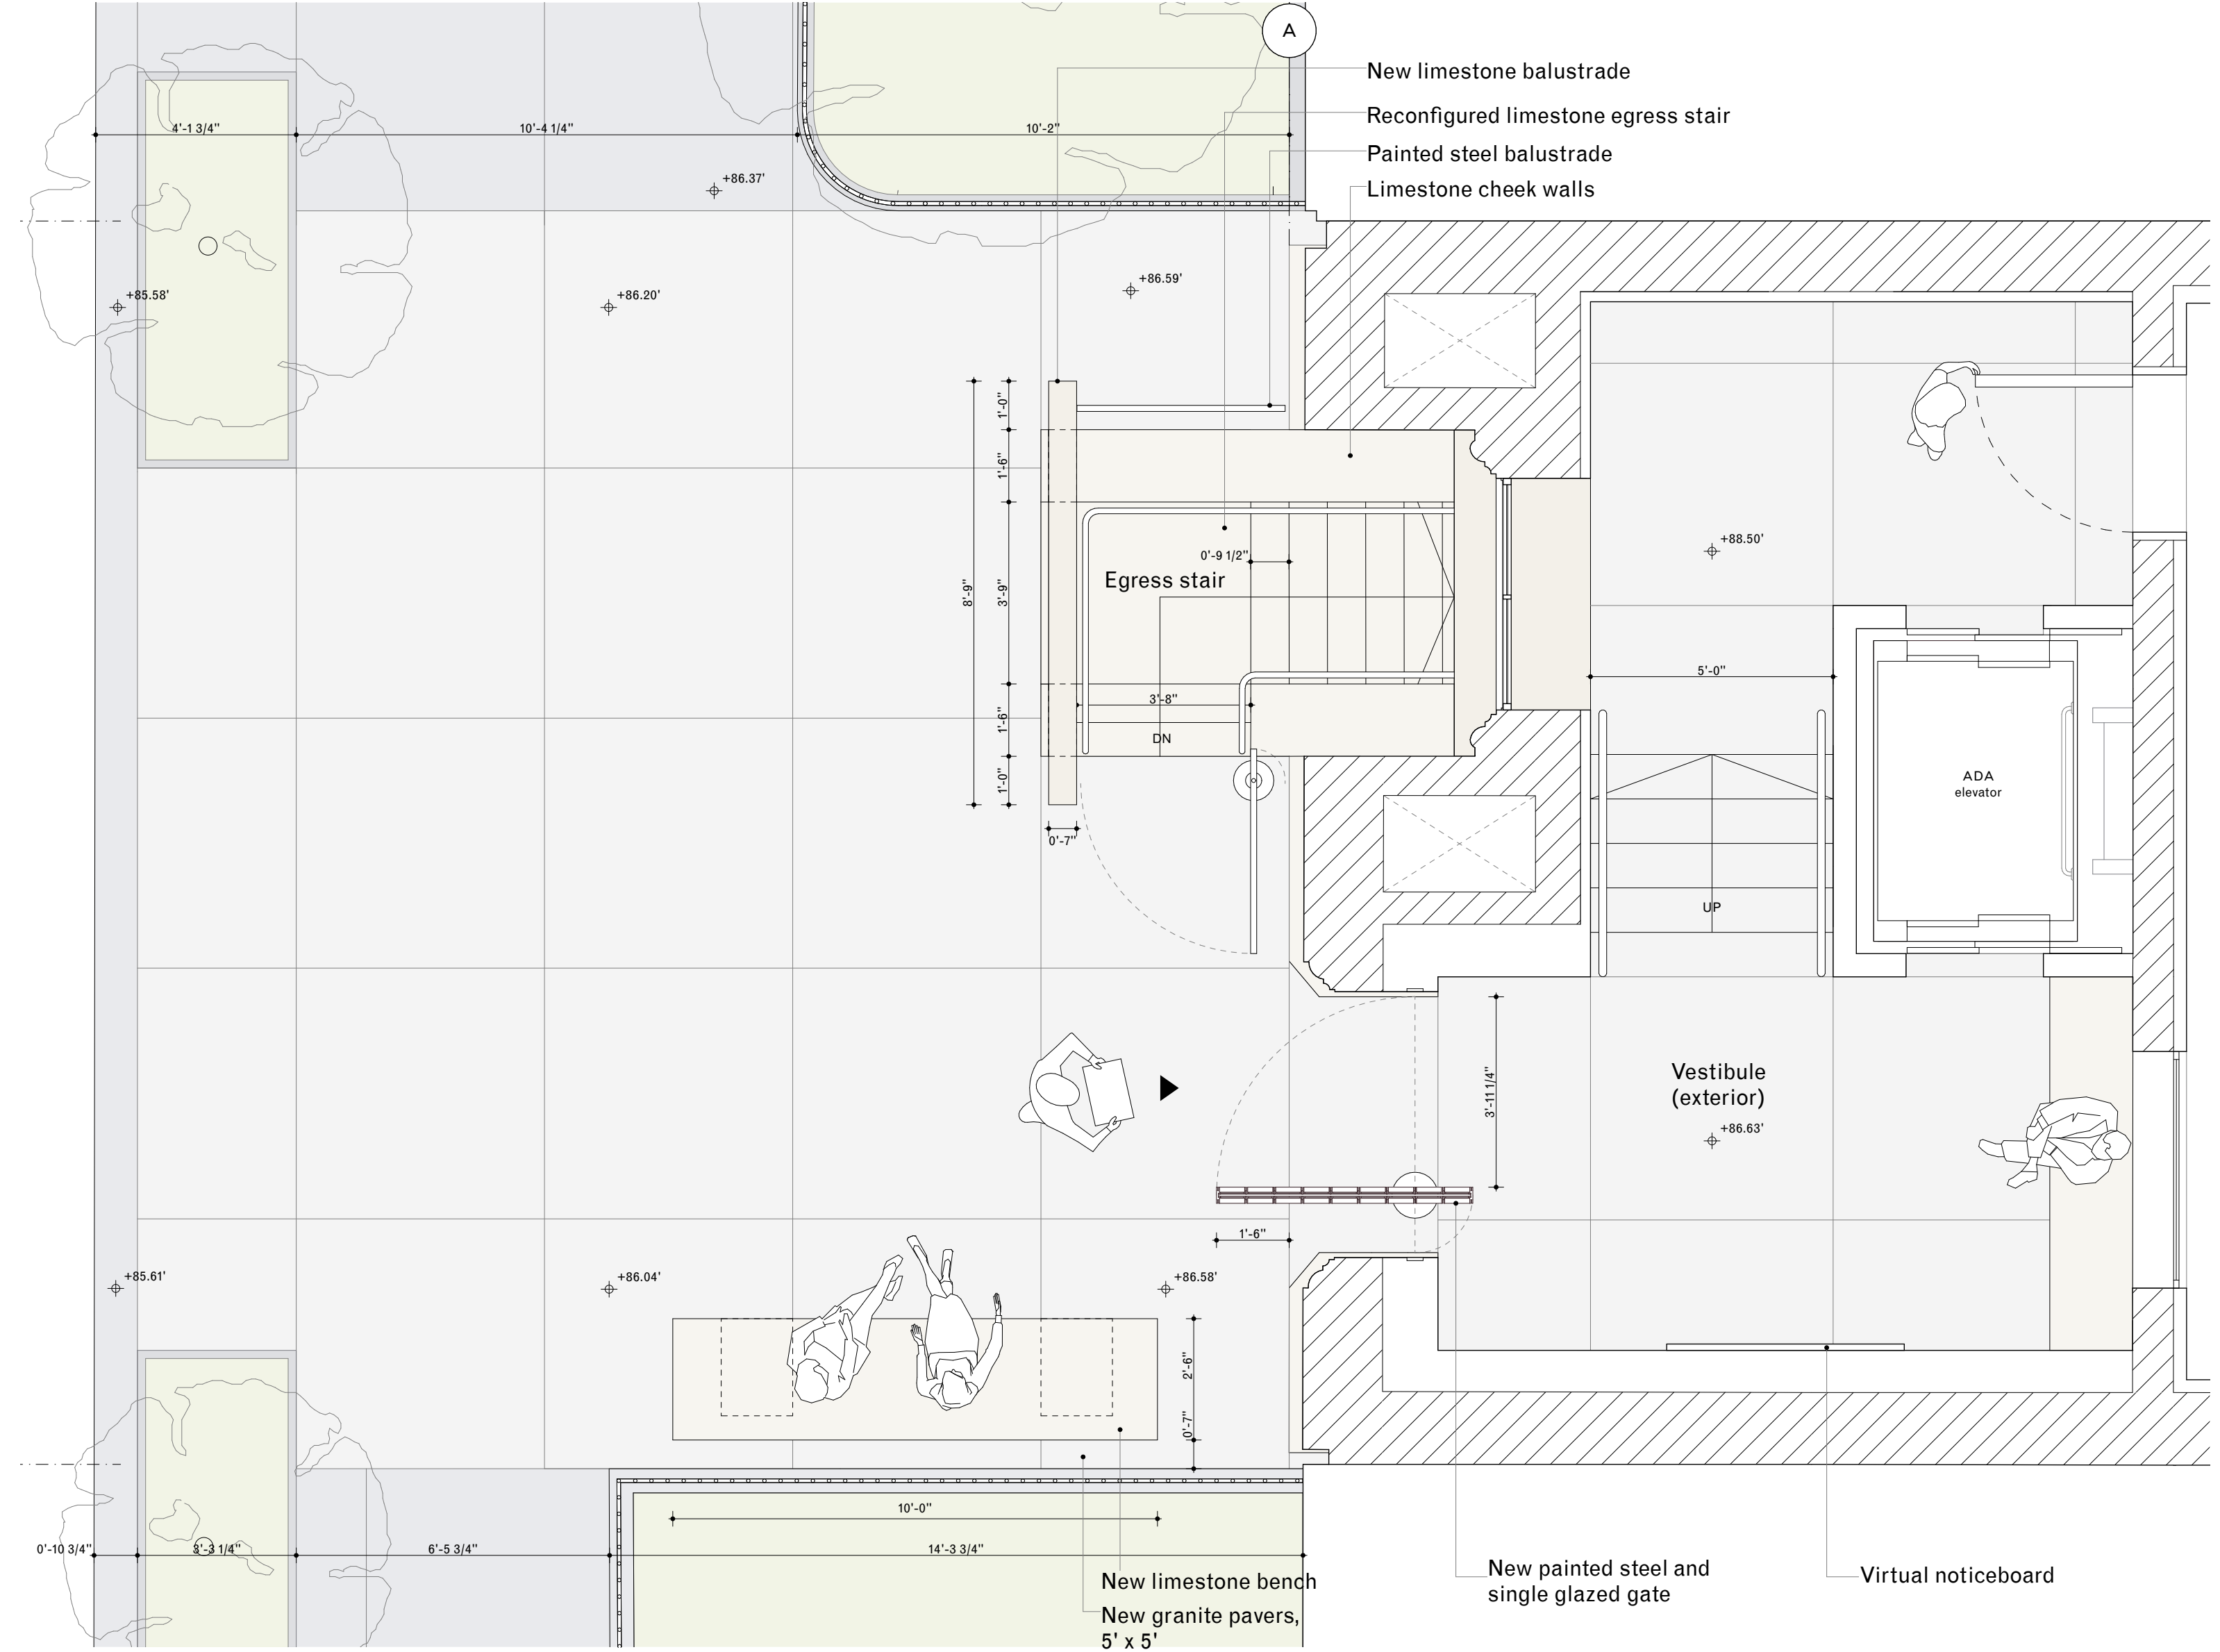 A
New limestone balustrade
Reconfigured limestone egress stair
Painted steel balustrade
Limestone cheek walls
4'-1 3/4"
10'-4 1/4"
10'-2"
+86.37'
+85.58'
+86.20'
+86.59'
1'-0"
1'-6"
8'-9"
3'-9"
1'-6"
1'-0"
0'-7"
0'-9 1/2"
Egress stair
3'-8"
DN
+88.50'
5'-0"
ADA
elevator
UP
3'-11 1/4"
Vestibule
(exterior)
+86.63'
1'-6"
+85.61'
+86.04'
+86.58'
2'-6"
0'-7"
10'-0"
0'-10 3/4"
3'-3 1/4"
6'-5 3/4"
14'-3 3/4"
New limestone bench
New granite pavers,
5' x 5'
New painted steel and
single glazed gate
Virtual noticeboard